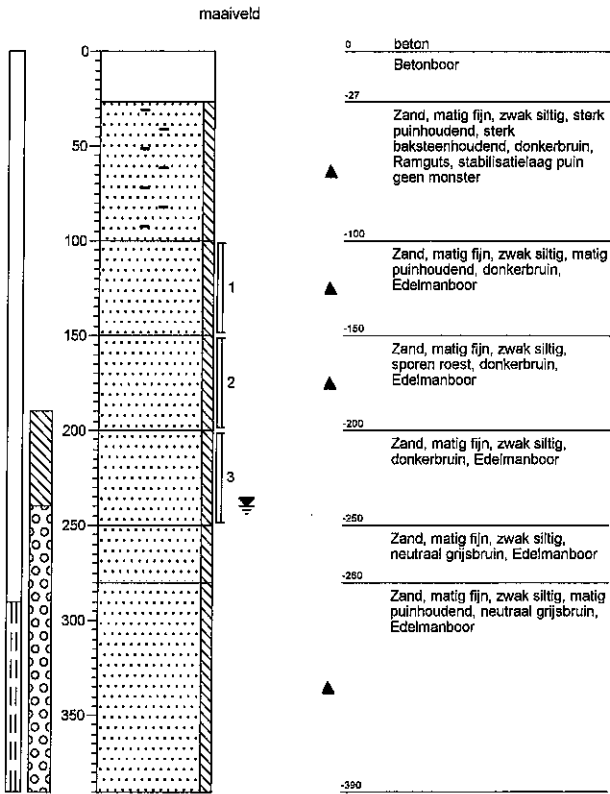 maaiveld
0
50
100
150
200
250
300
350
1
2
3
0 beton
Betonboor
-27
Zand, matig fijn, zwak siltig, sterk
puinhoudend, sterk
baksteenhoudend, donkerbruin,
Ramguts, stabilisatielaag puin
geen monster
-100
Zand, matig fijn, zwak siltig, matig
puinhoudend, donkerbruin,
Edelmanboor
-150
Zand, matig fijn, zwak siltig,
sporen roest, donkerbruin,
Edelmanboor
-200
Zand, matig fijn, zwak siltig,
donkerbruin, Edelmanboor
-250
Zand, matig fijn, zwak siltig,
neutraal grijsbruin, Edelmanboor
-280
Zand, matig fijn, zwak siltig, matig
puinhoudend, neutraal grijsbruin,
Edelmanboor
-390